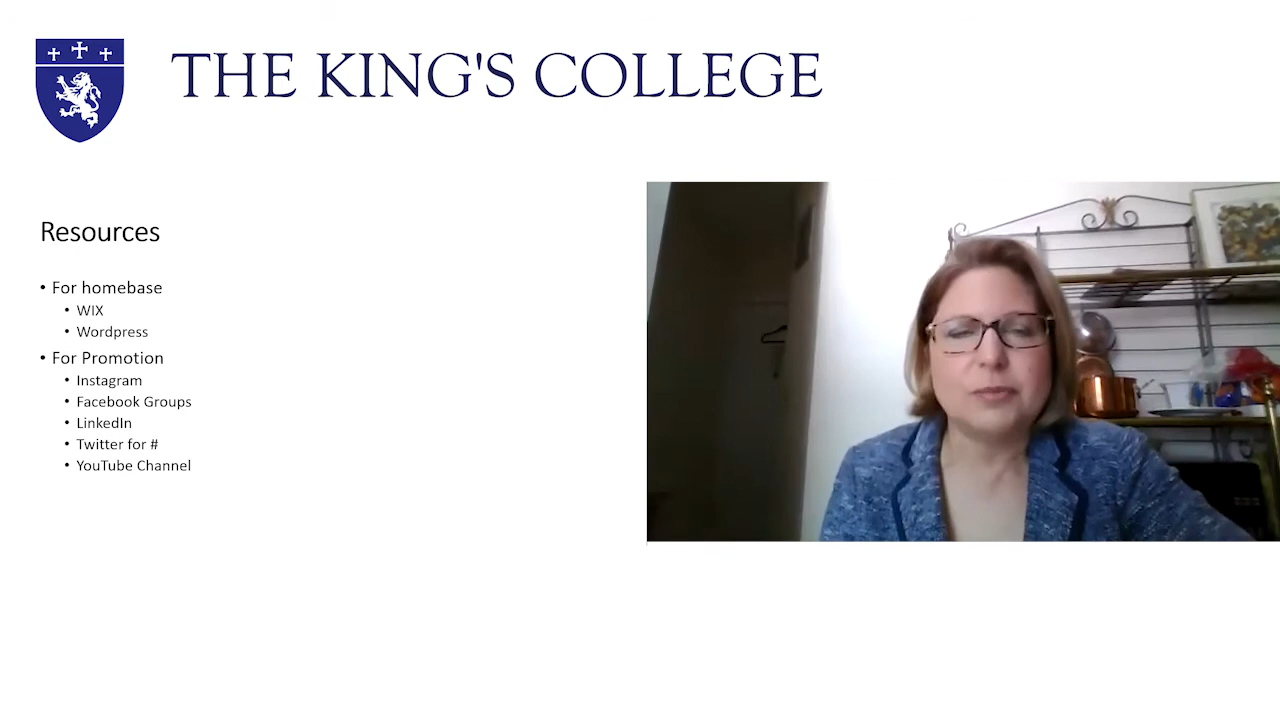 THE KING'S COLLEGE
Resources
• For homebase
• WIX
• Wordpress
• For Promotion
• Instagram
• Facebook Groups
• LinkedIn
• Twitter for #
• YouTube Channel